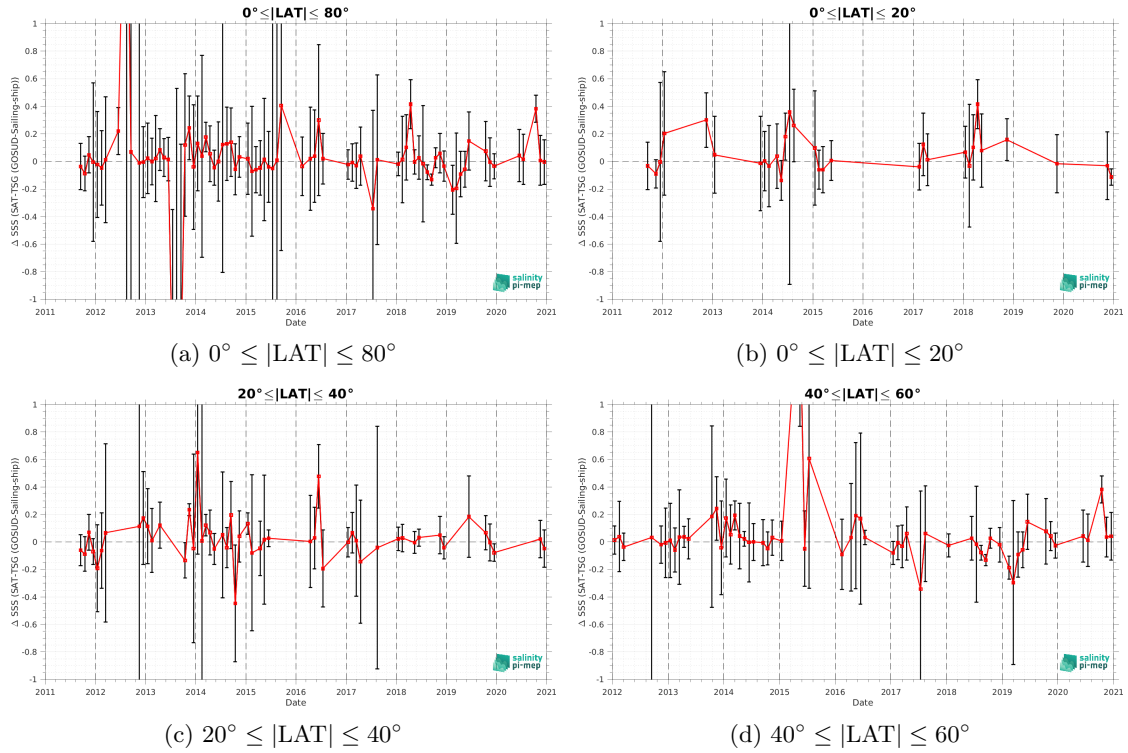 0°≤|LAT|≤ 80°
Δ SSS (SAT-TSG (GOSUD-Sailing-ship))
1
0.8
0.6
0.4
0.2
0
-0.2
-0.4
-0.6
-0.8
-1
2011 2012 2013 2014 2015 2016 2017 2018 2019 2020 2021
Date
salinity
pi-mep
(a) 0° ≤ |LAT| ≤ 80°
0°≤|LAT|≤ 20°
Δ SSS (SAT-TSG (GOSUD-Sailing-ship))
1
0.8
0.6
0.4
0.2
0
-0.2
-0.4
-0.6
-0.8
-1
2011 2012 2013 2014 2015 2016 2017 2018 2019 2020 2021
Date
salinity
pi-mep
(b) 0° ≤ |LAT| ≤ 20°
20°≤|LAT|≤ 40°
Δ SSS (SAT-TSG (GOSUD-Sailing-ship))
1
0.8
0.6
0.4
0.2
0
-0.2
-0.4
-0.6
-0.8
-1
2011 2012 2013 2014 2015 2016 2017 2018 2019 2020 2021
Date
salinity
pi-mep
(c) 20° ≤ |LAT| ≤ 40°
40°≤|LAT|≤ 60°
Δ SSS (SAT-TSG (GOSUD-Sailing-ship))
1
0.8
0.6
0.4
0.2
0
-0.2
-0.4
-0.6
-0.8
-1
2012 2013 2014 2015 2016 2017 2018 2019 2020 2021
Date
salinity
pi-mep
(d) 40° ≤ |LAT| ≤ 60°